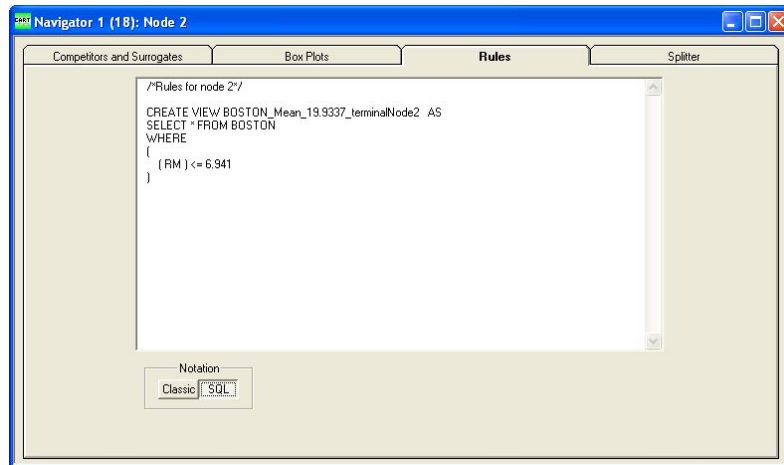 CART Navigator 1 (18): Node 2
Competitors and Surrogates Box Plots Rules Splitter
/*Rules for node 2*/
CREATE VIEW BOSTON_Mean_19.9337_terminalNode2 AS
SELECT * FROM BOSTON
WHERE
(
( RM ) <= 6.941
)
Notation
Classic SQL